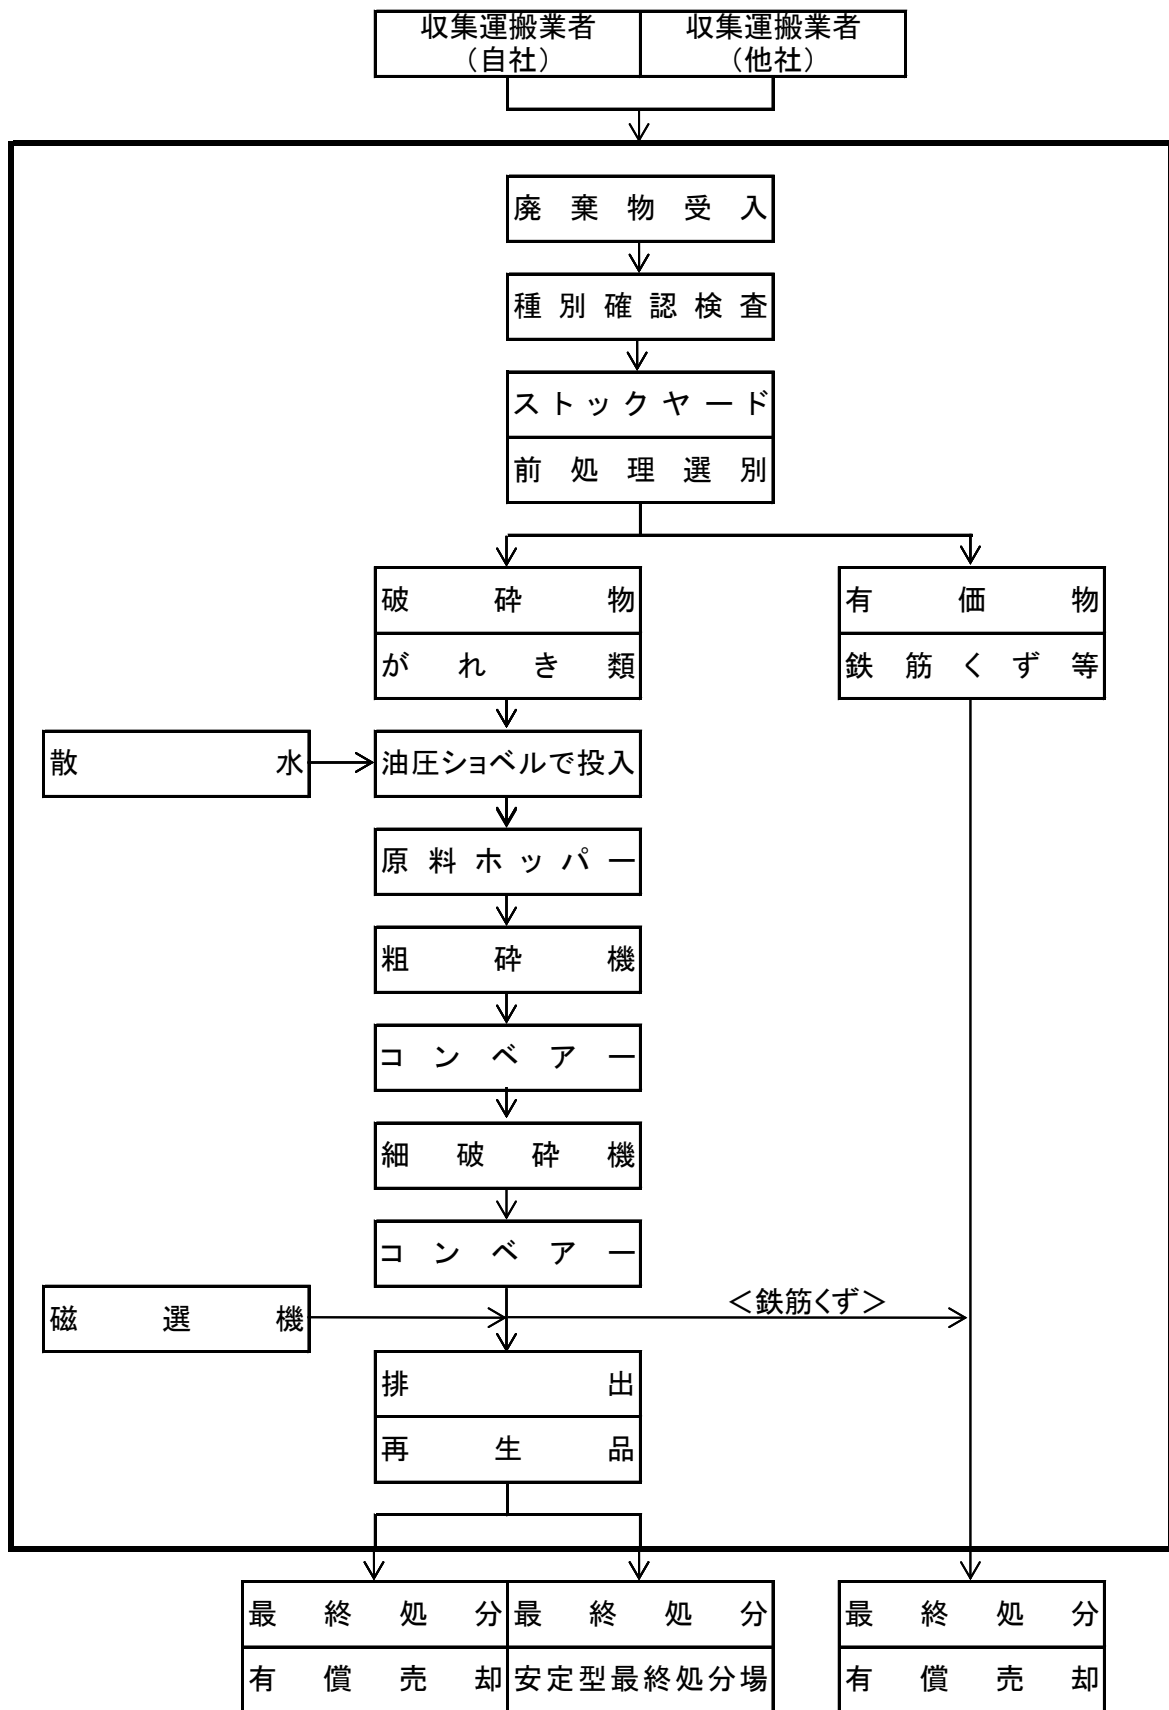 収集運搬業者
（自社）
収集運搬業者
（他社）
廃棄物受入
種別確認検査
ストックヤード
前処理選別
破砕物
がれき類
有価物
鉄筋くず等
散水
油圧ショベルで投入
原料ホッパー
粗砕機
コンベアー
細破砕機
コンベアー
磁選機
＜鉄筋くず＞
排出
再生品
最終処分
有償売却
最終処分
安定型最終処分場
最終処分
有償売却